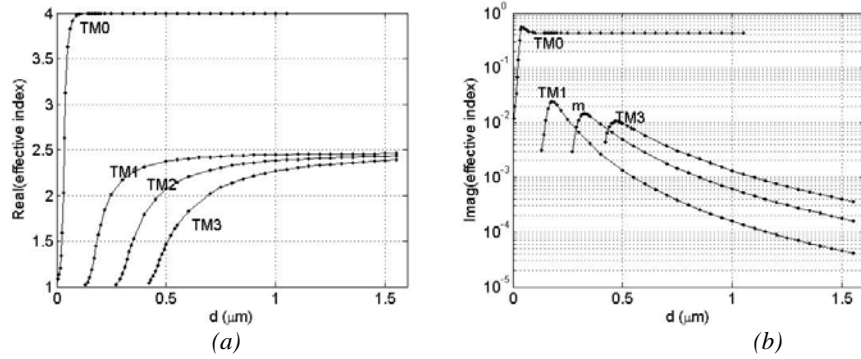 4
3.5
3
2.5
2
1.5
1
0
0.5
1
1.5
Real(effective index)
d (μm)
TM0
TM1
TM2
TM3
(a)
10^0
10^-1
10^-2
10^-3
10^-4
10^-5
0
0.5
1
1.5
Imag(effective index)
d (μm)
TM0
TM1
m
TM3
(b)